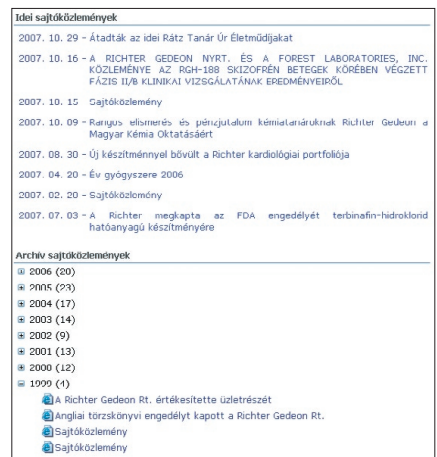 Idei sajtóközlemények
2007. 10. 29 - Átadták az idei Rátz Tanár Úr Életműdíjakat
2007. 10. 16 - A RICHTER GEDEON NYRT. ÉS A FOREST LABORATORIES, INC.
KÖZLEMÉNYE AZ RGH-188 SKIZOFRÉN BETEGEK KÖRÉBEN VÉGZETT
FÁZIS II/B KLINIKAI VIZSGÁLATÁNAK EREDMÉNYEIRŐL
2007. 10. 15 Sajtóközlemény
2007. 10. 09 - Rangos elismerés és pénzjutalom kémiatanároknak Richter Gedeon a
Magyar Kémia Oktatásáért
2007. 08. 30 - Új készítménnyel bővült a Richter kardiológiai portfoliója
2007. 04. 20 - Év gyógyszere 2006
2007. 02. 20 - Sajtóközlemény
2007. 07. 03 - A Richter megkapta az FDA engedélyét terbinafin-hidroklorid
hatóanyagú készítményére
Archív sajtóközlemények
2006 (20)
2005 (23)
2004 (17)
2003 (14)
2002 (9)
2001 (13)
2000 (12)
1999 (4)
A Richter Gedeon Rt. értékesítette üzletrészét
Angliai törzskönyvi engedélyt kapott a Richter Gedeon Rt.
Sajtóközlemény
Sajtóközlemény